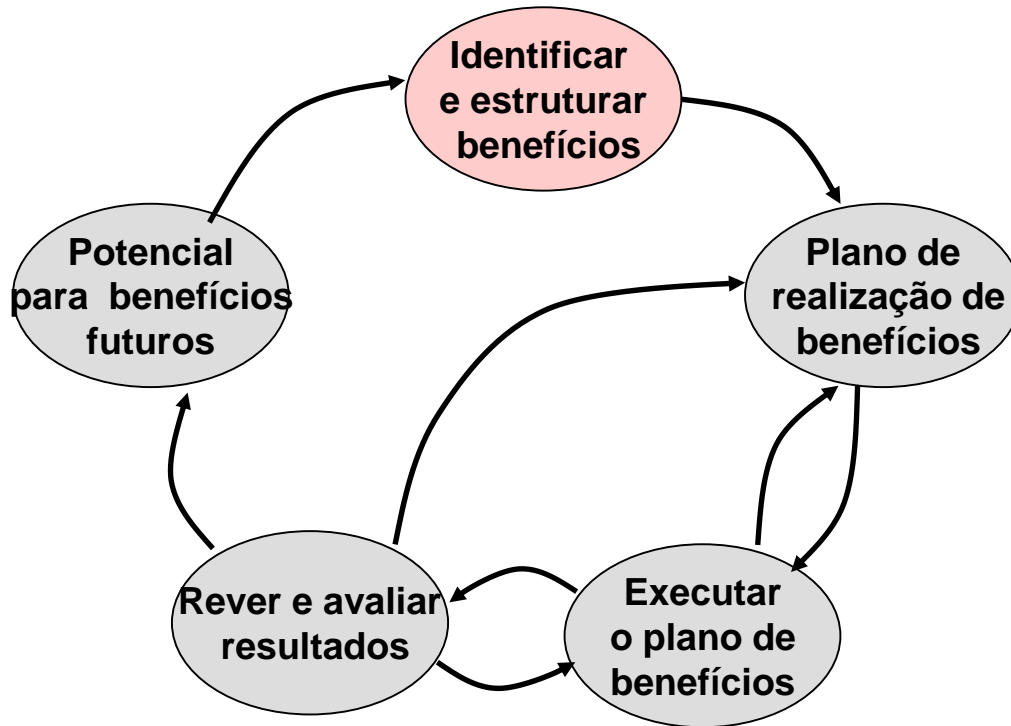 Identificar
e estruturar
benefícios
Potencial
para benefícios
futuros
Plano de
realização de
benefícios
Rever e avaliar
resultados
Executar
o plano de
benefícios